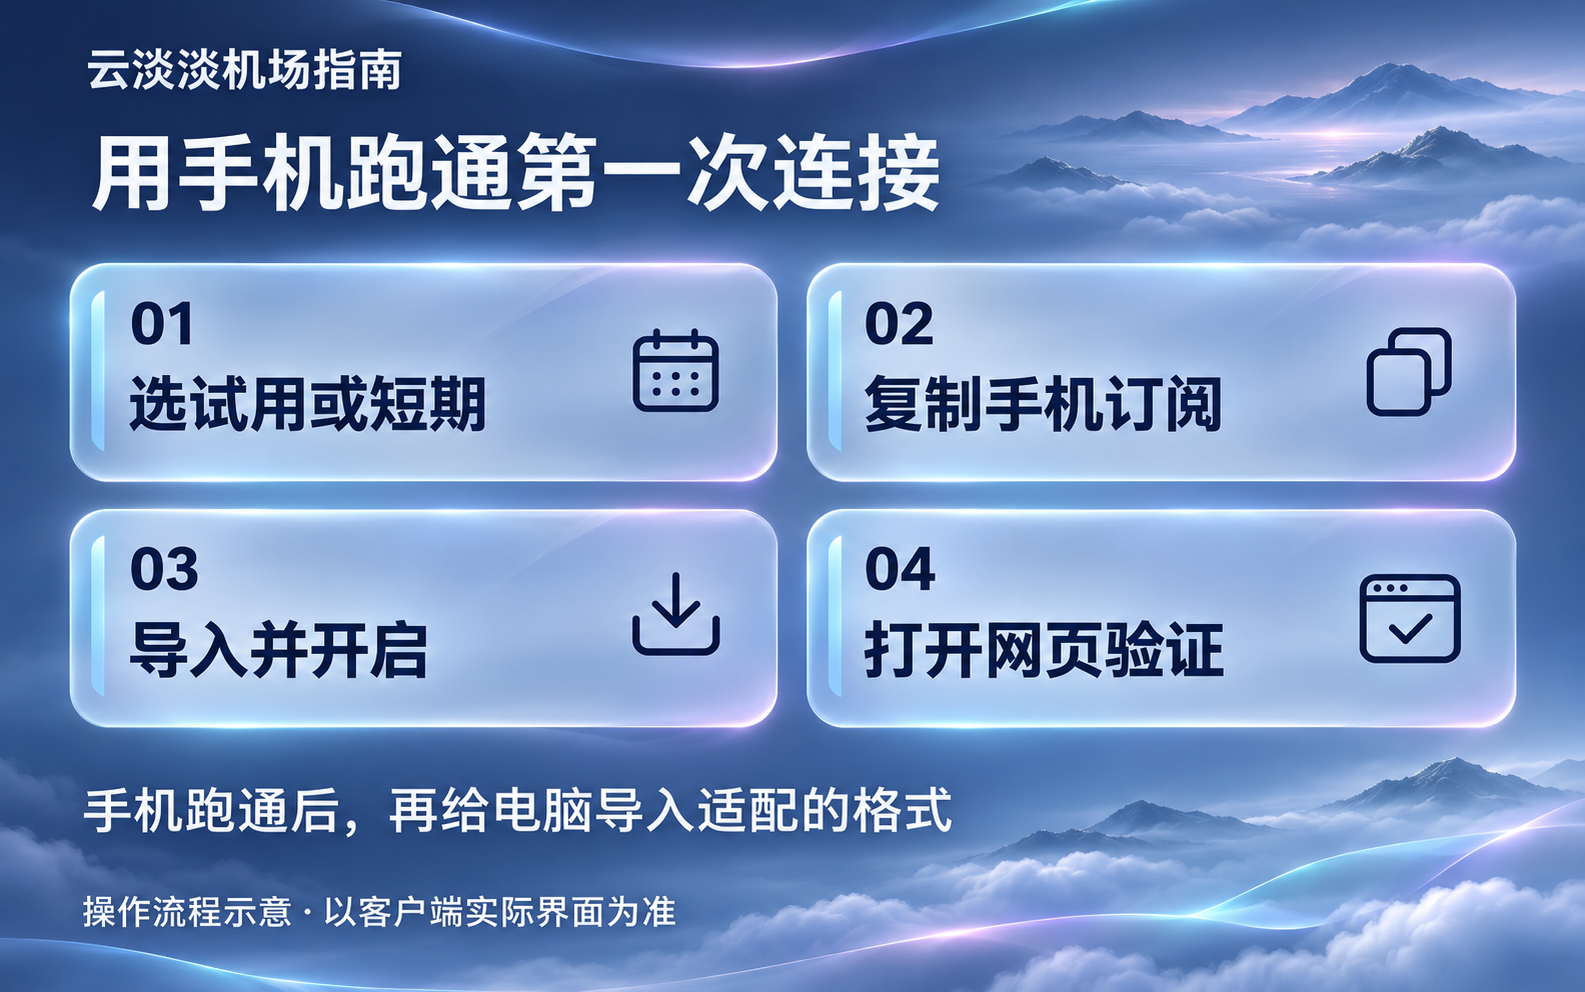 云淡淡机场指南
用手机跑通第一次连接
01
选试用或短期
02
复制手机订阅
03
导入并开启
04
打开网页验证
手机跑通后，再给电脑导入适配的格式
操作流程示意 · 以客户端实际界面为准